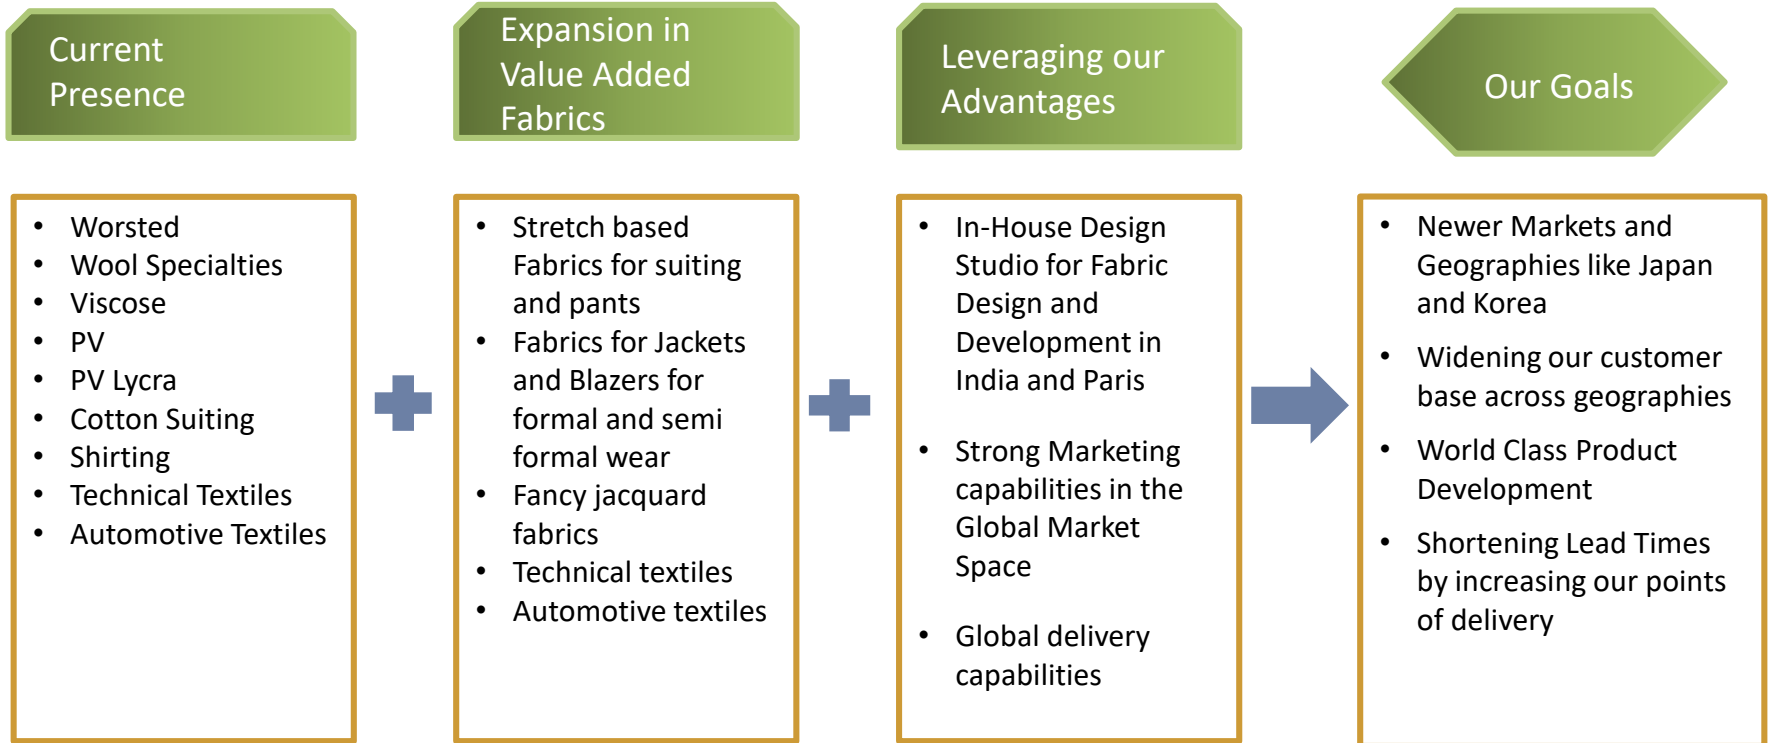 Current
Presence
Expansion in
Value Added
Fabrics
Leveraging our
Advantages
Our Goals
• Worsted
• Wool Specialties
• Viscose
• PV
• PV Lycra
• Cotton Suiting
• Shirting
• Technical Textiles
• Automotive Textiles
• Stretch based
Fabrics for suiting
and pants
• Fabrics for Jackets
and Blazers for
formal and semi
formal wear
• Fancy jacquard
fabrics
• Technical textiles
• Automotive textiles
• In-House Design
Studio for Fabric
Design and
Development in
India and Paris
• Strong Marketing
capabilities in the
Global Market
Space
• Global delivery
capabilities
• Newer Markets and
Geographies like Japan
and Korea
• Widening our customer
base across geographies
• World Class Product
Development
• Shortening Lead Times
by increasing our points
of delivery